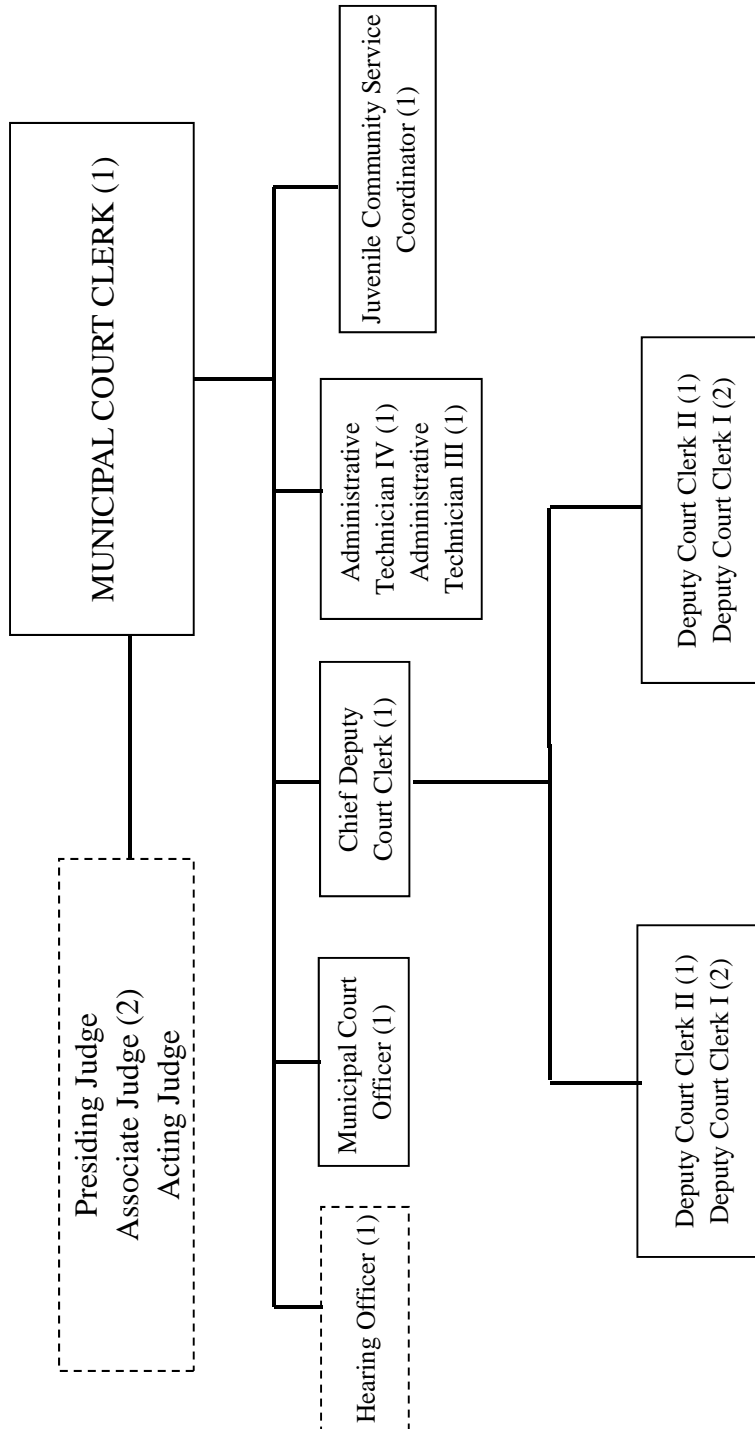 MUNICIPAL COURT CLERK (1)
Presiding Judge
Associate Judge (2)
Acting Judge
Hearing Officer (1)
Municipal Court
Officer (1)
Chief Deputy
Court Clerk (1)
Administrative
Technician IV (1)
Administrative
Technician III (1)
Juvenile Community Service
Coordinator (1)
Deputy Court Clerk II (1)
Deputy Court Clerk I (2)
Deputy Court Clerk II (1)
Deputy Court Clerk I (2)